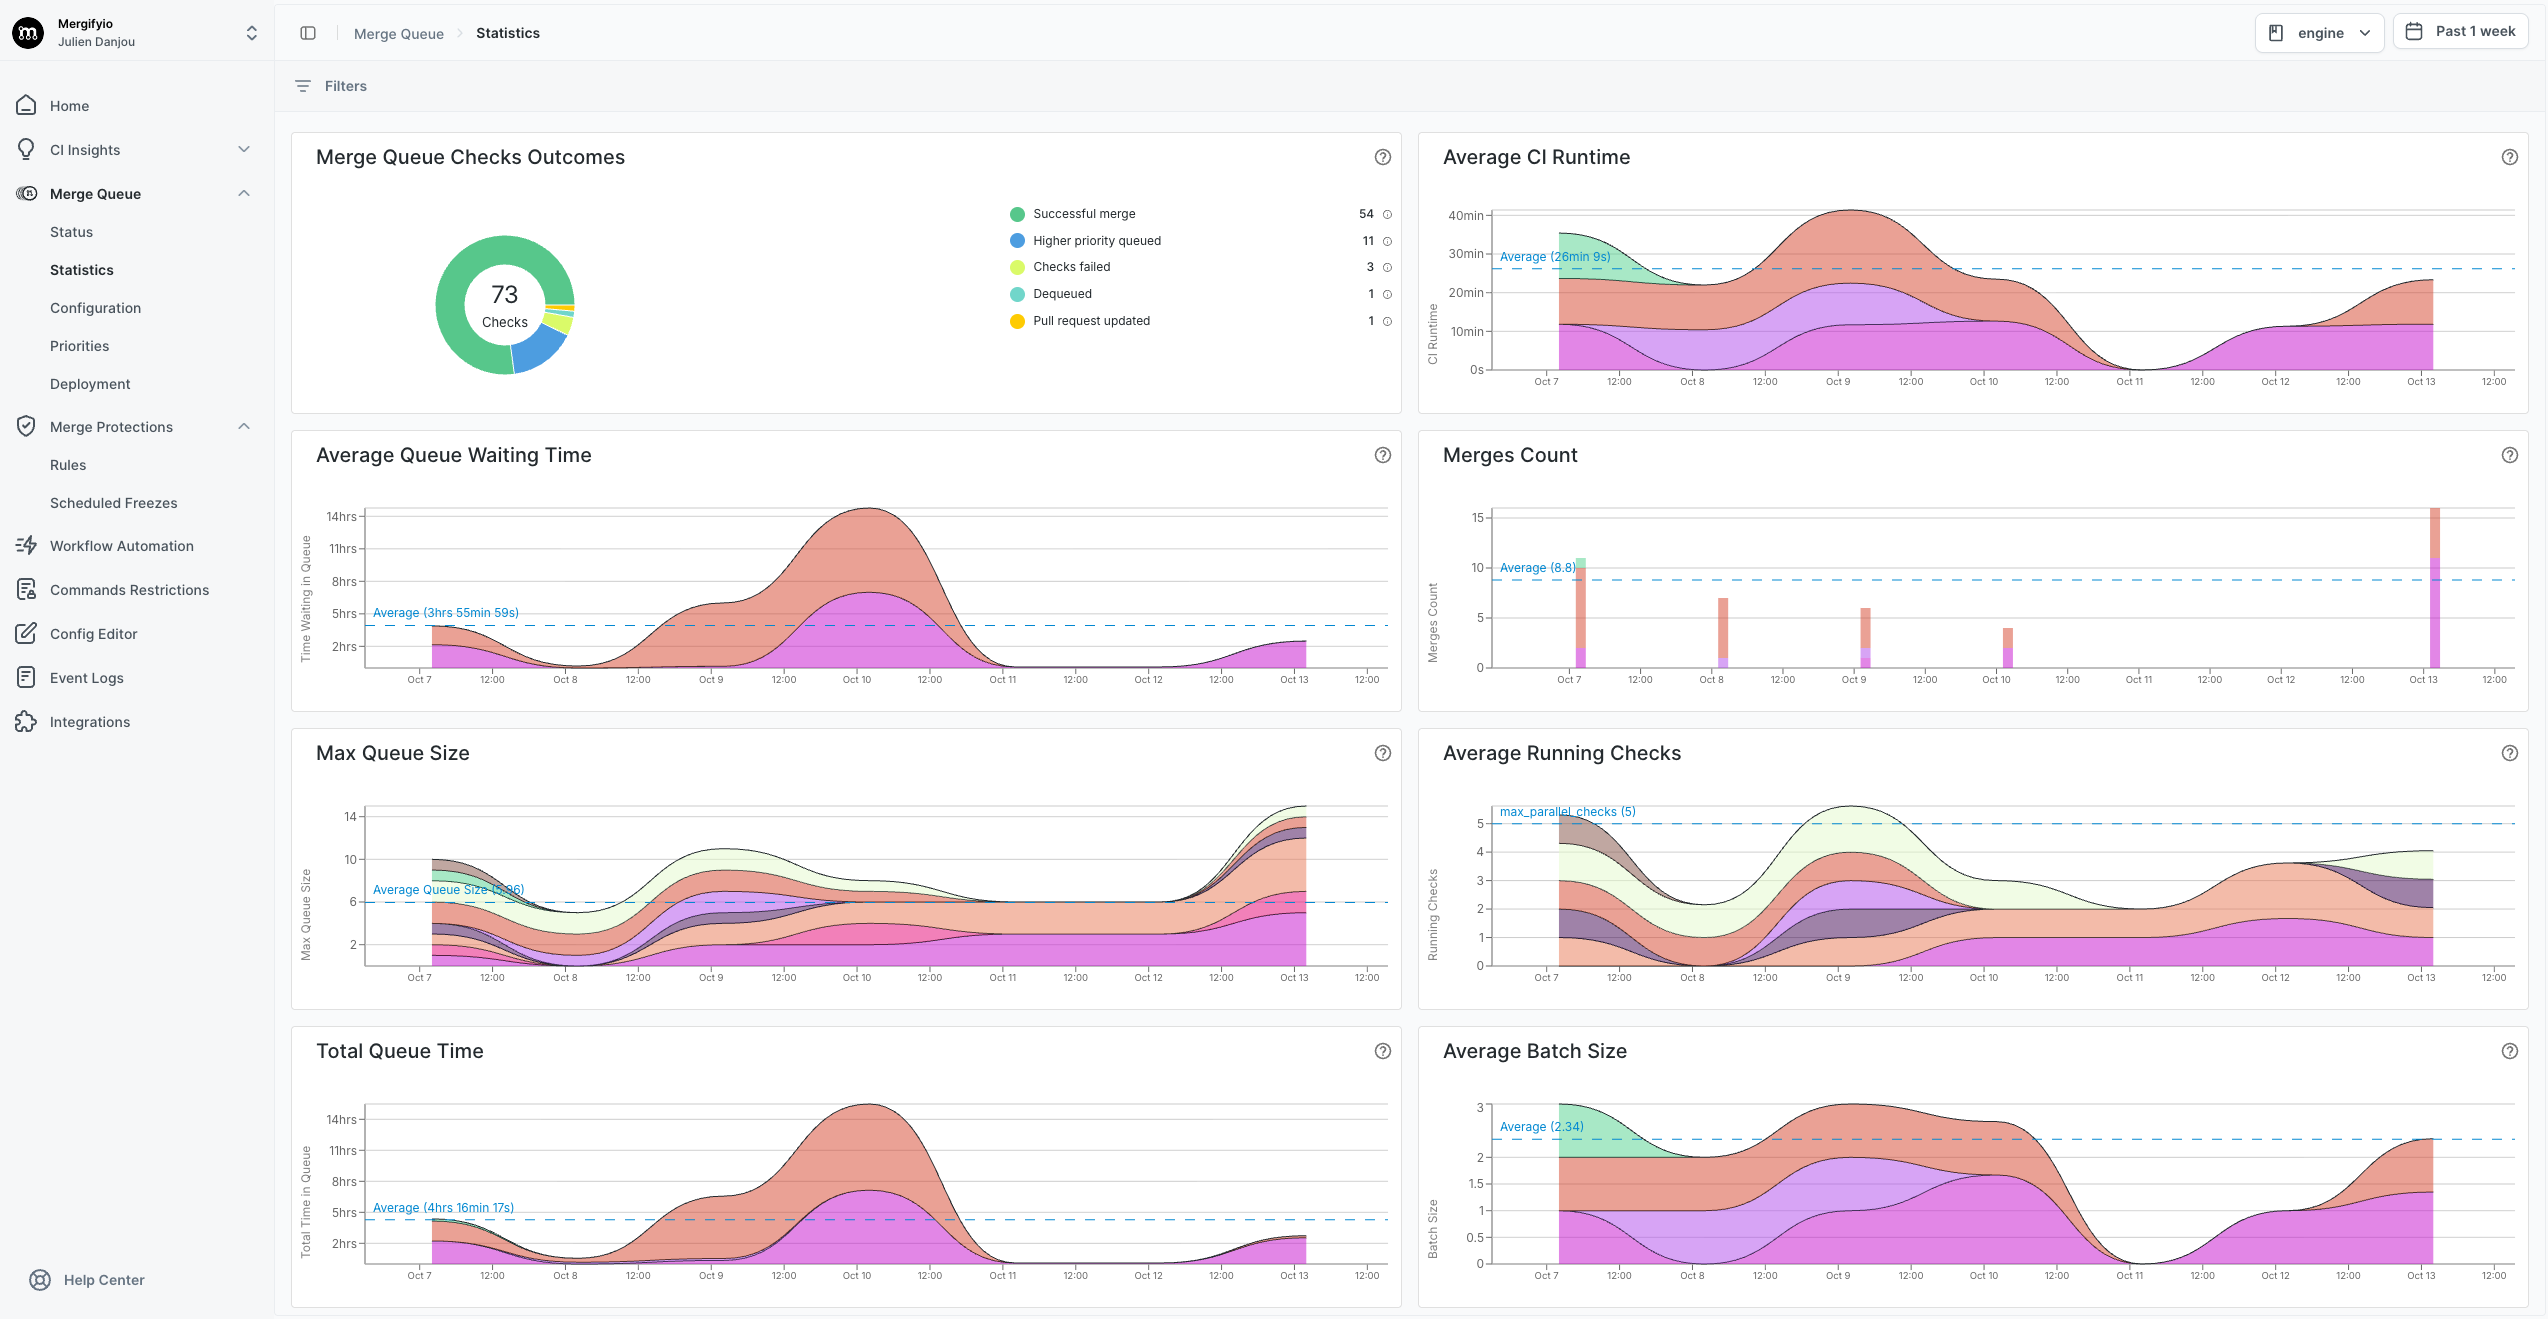 Mergifyio
Julien Danjou
Home
CI Insights
Merge Queue
Status
Statistics
Configuration
Priorities
Deployment
Merge Protections
Rules
Scheduled Freezes
Workflow Automation
Commands Restrictions
Config Editor
Event Logs
Integrations
Help Center
Merge Queue > Statistics
engine
Past 1 week
Filters
Merge Queue Checks Outcomes
73
Checks
Successful merge 54
Higher priority queued 11
Checks failed 3
Dequeued 1
Pull request updated 1
Average CI Runtime
CI Runtime
40min
30min
20min
10min
0s
Average (26min 9s)
Oct 7 12:00 Oct 8 12:00 Oct 9 12:00 Oct 10 12:00 Oct 11 12:00 Oct 12 12:00 Oct 13 12:00
Average Queue Waiting Time
Time Waiting in Queue
14hrs
11hrs
8hrs
5hrs
2hrs
Average (3hrs 55min 59s)
Oct 7 12:00 Oct 8 12:00 Oct 9 12:00 Oct 10 12:00 Oct 11 12:00 Oct 12 12:00 Oct 13 12:00
Merges Count
Merges Count
15
10
5
0
Average (8.8)
Oct 7 12:00 Oct 8 12:00 Oct 9 12:00 Oct 10 12:00 Oct 11 12:00 Oct 12 12:00 Oct 13 12:00
Max Queue Size
Max Queue Size
14
10
6
2
Average Queue Size (5.96)
Oct 7 12:00 Oct 8 12:00 Oct 9 12:00 Oct 10 12:00 Oct 11 12:00 Oct 12 12:00 Oct 13 12:00
Average Running Checks
Running Checks
max_parallel_checks (5)
5
4
3
2
1
0
Oct 7 12:00 Oct 8 12:00 Oct 9 12:00 Oct 10 12:00 Oct 11 12:00 Oct 12 12:00 Oct 13 12:00
Total Queue Time
Total Time in Queue
14hrs
11hrs
8hrs
5hrs
2hrs
Average (4hrs 16min 17s)
Oct 7 12:00 Oct 8 12:00 Oct 9 12:00 Oct 10 12:00 Oct 11 12:00 Oct 12 12:00 Oct 13 12:00
Average Batch Size
Batch Size
3
Average (2.34)
2
1.5
1
0.5
0
Oct 7 12:00 Oct 8 12:00 Oct 9 12:00 Oct 10 12:00 Oct 11 12:00 Oct 12 12:00 Oct 13 12:00